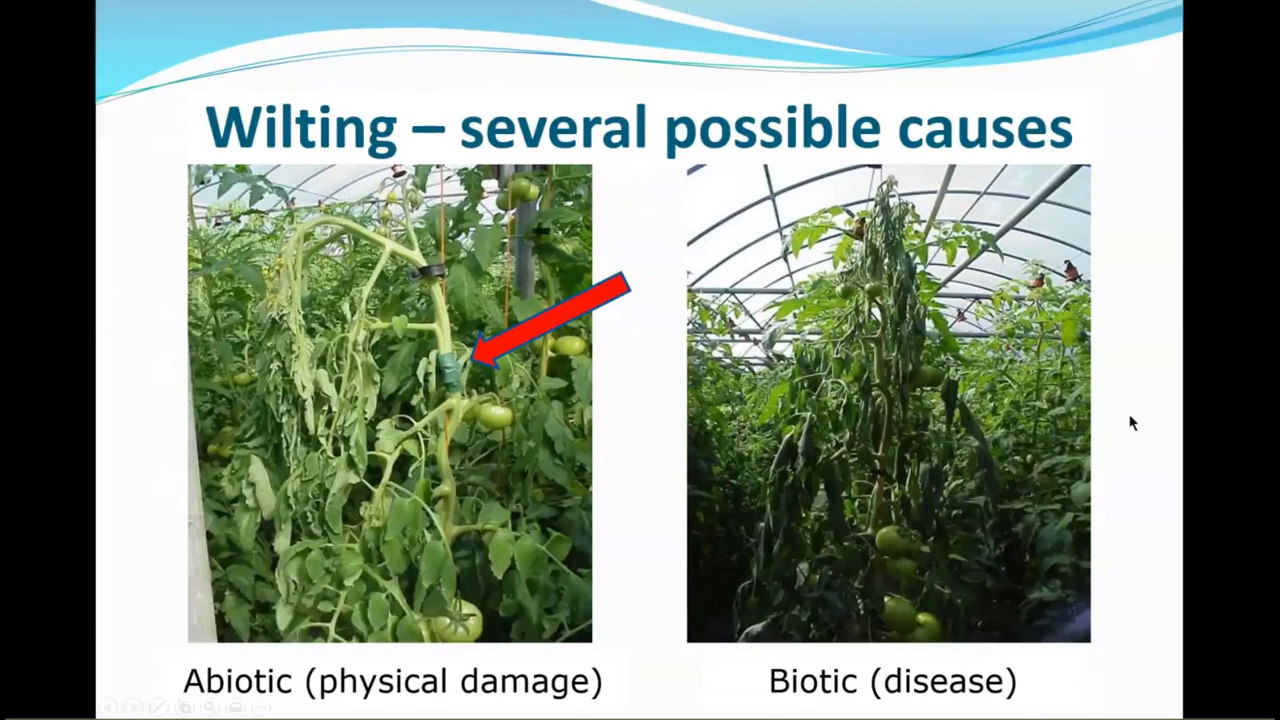 Wilting – several possible causes
Abiotic (physical damage)
Biotic (disease)